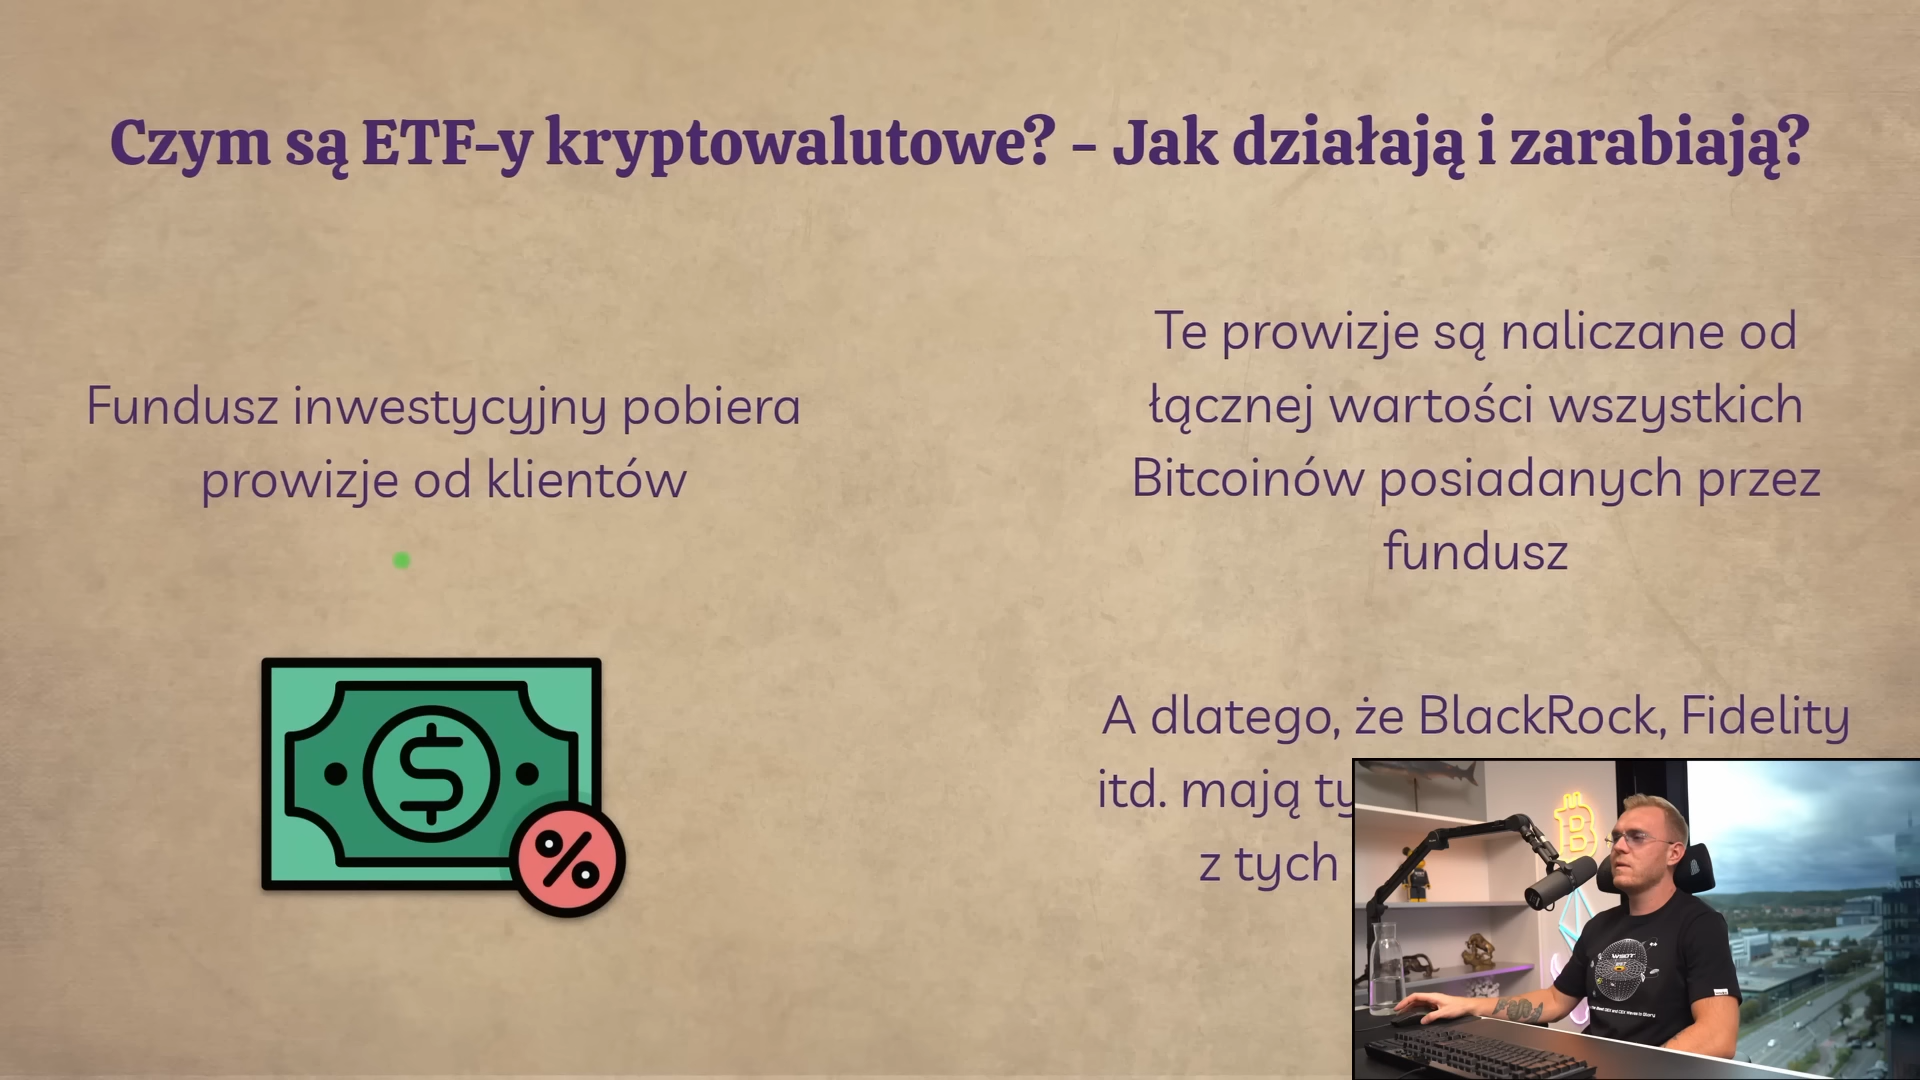 Czym są ETF-y kryptowalutowe? - Jak działają i zarabiają?
Fundusz inwestycyjny pobiera
prowizje od klientów
Te prowizje są naliczane od
łącznej wartości wszystkich
Bitcoinów posiadanych przez
fundusz
A dlatego, że BlackRock, Fidelity
itd. mają
z tych
$
%
WSOT